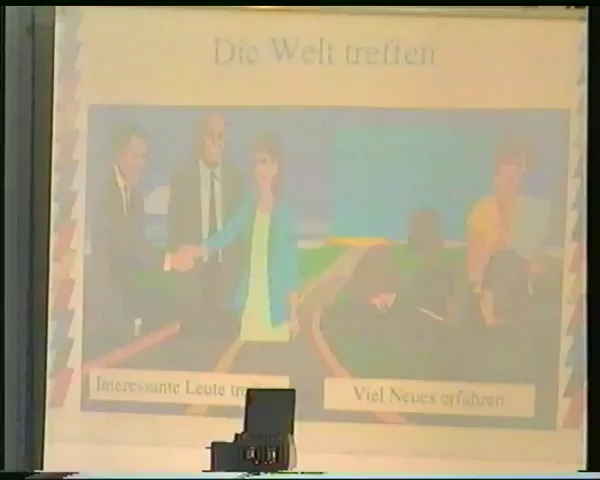 Die Welt treffen
Interessante Leute
Viel Neues erfahren